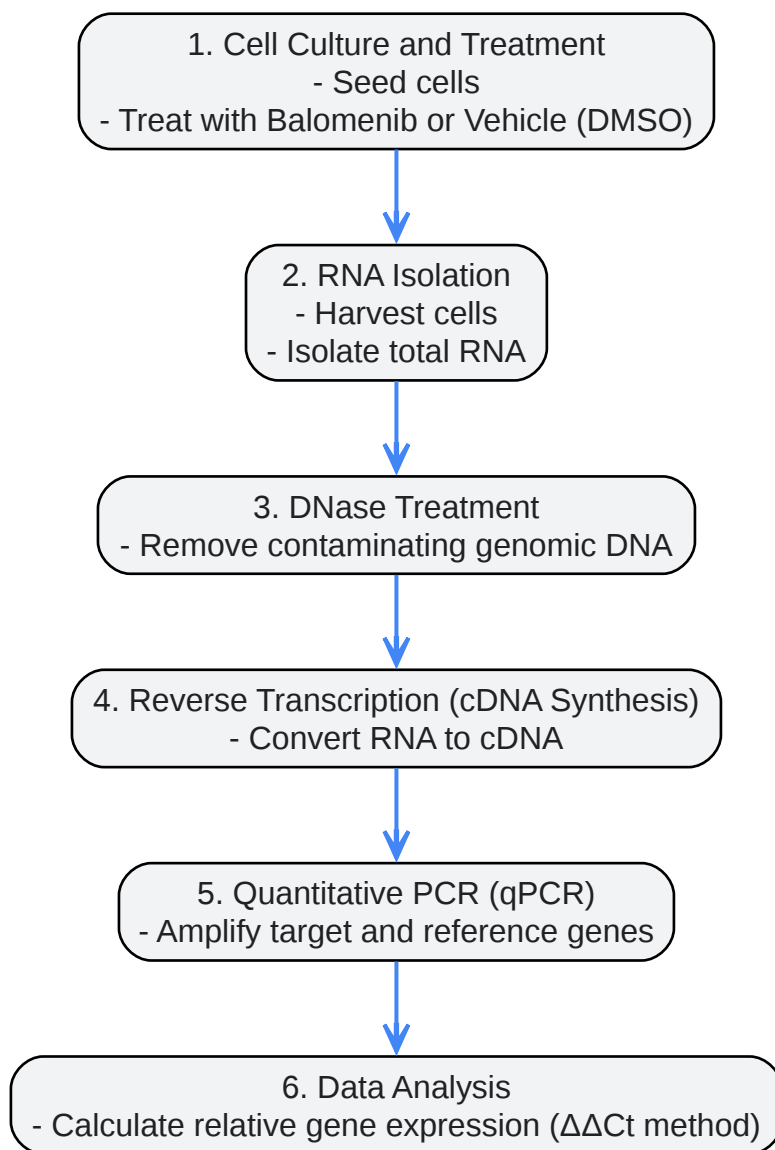 1. Cell Culture and Treatment
- Seed cells
- Treat with Balomenib or Vehicle (DMSO)
2. RNA Isolation
- Harvest cells
- Isolate total RNA
3. DNase Treatment
- Remove contaminating genomic DNA
4. Reverse Transcription (cDNA Synthesis)
- Convert RNA to cDNA
5. Quantitative PCR (qPCR)
- Amplify target and reference genes
6. Data Analysis
- Calculate relative gene expression (ΔΔCt method)